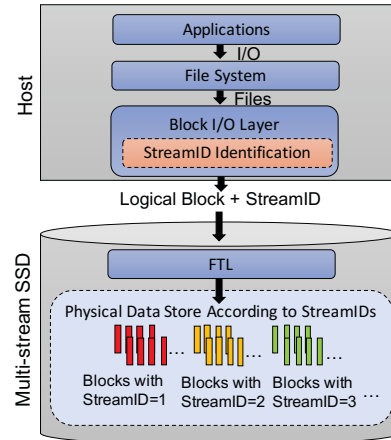 Host
Applications
I/O
File System
Files
Block I/O Layer
StreamID Identification
Logical Block + StreamID
Multi-stream SSD
FTL
Physical Data Store According to StreamIDs
... ... ...
Blocks with StreamID=1
Blocks with StreamID=2
Blocks with StreamID=3 ...